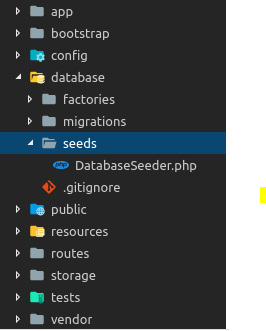 app
bootstrap
config
database
factories
migrations
seeds
DatabaseSeeder.php
.gitignore
public
resources
routes
storage
tests
vendor